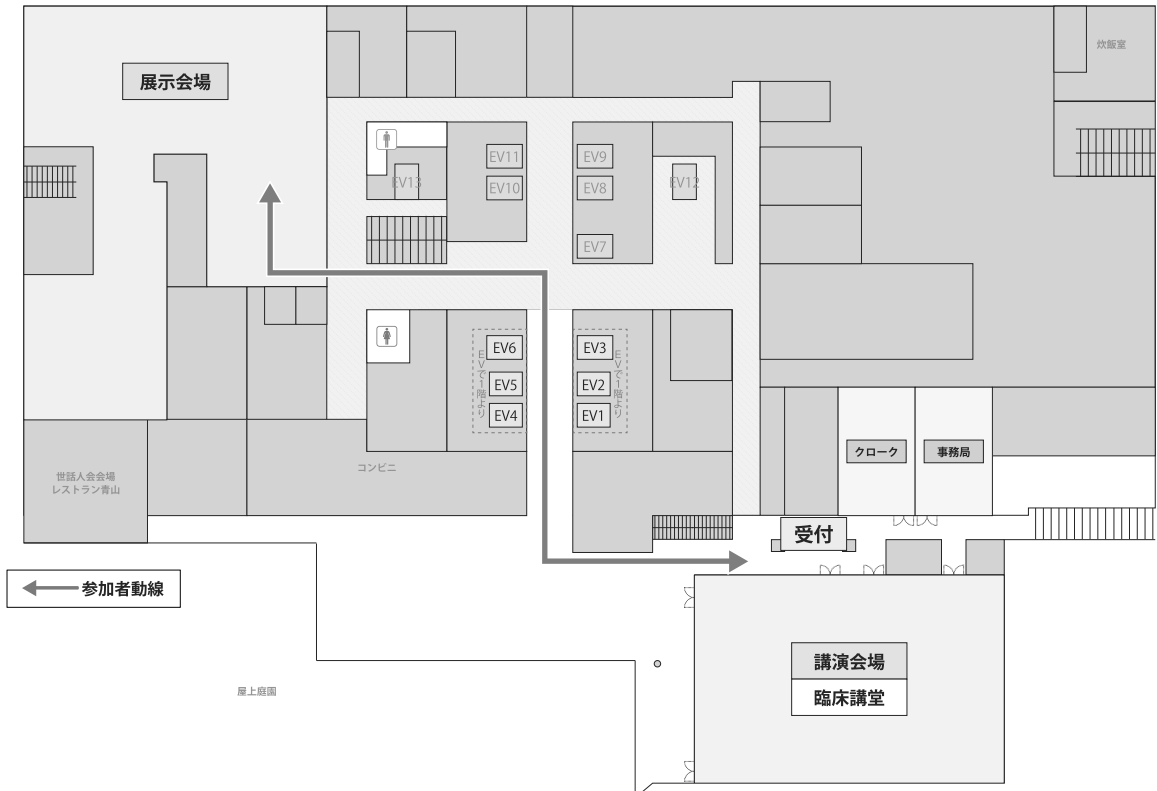 炊飯室
展示会場
EV11
EV9
EV13
EV10
EV8
EV12
EV7
EV6
EV3
EV5
EV2
EV4
EV1
EVで1階より
EVで1階より
クローク
事務局
コンビニ
世話人会会場
レストラン青山
受付
参加者動線
講演会場
臨床講堂
屋上庭園